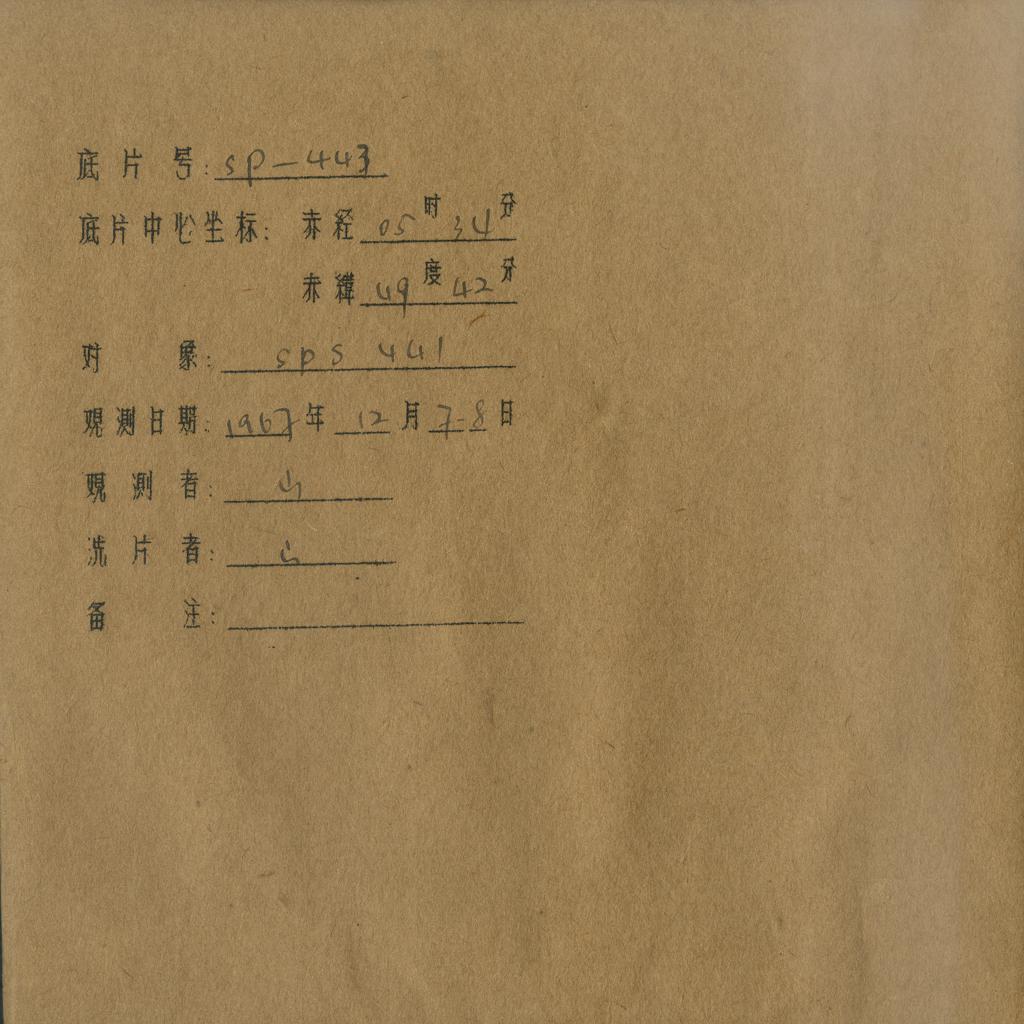 底片号: sp-443
底片中心坐标: 赤经 05时 34分
赤纬 49度 42分
对象: sps 441
观测日期: 1967年 12月 7-8日
观测者: 山
洗片者: 山
备注: